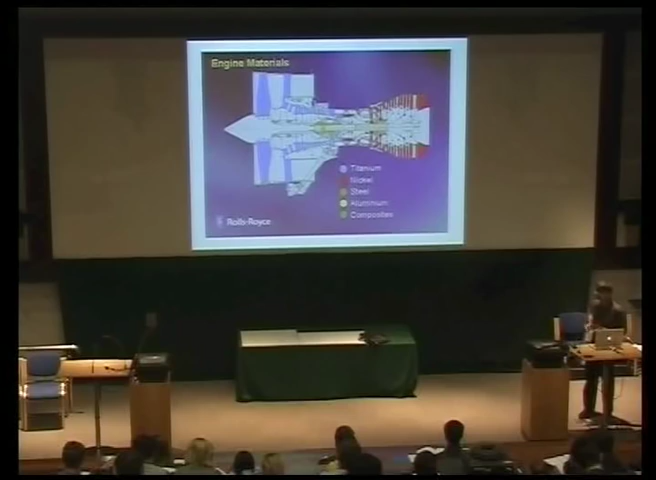 Engine Materials
Titanium
Nickel
Steel
Aluminium
Composites
Rolls-Royce